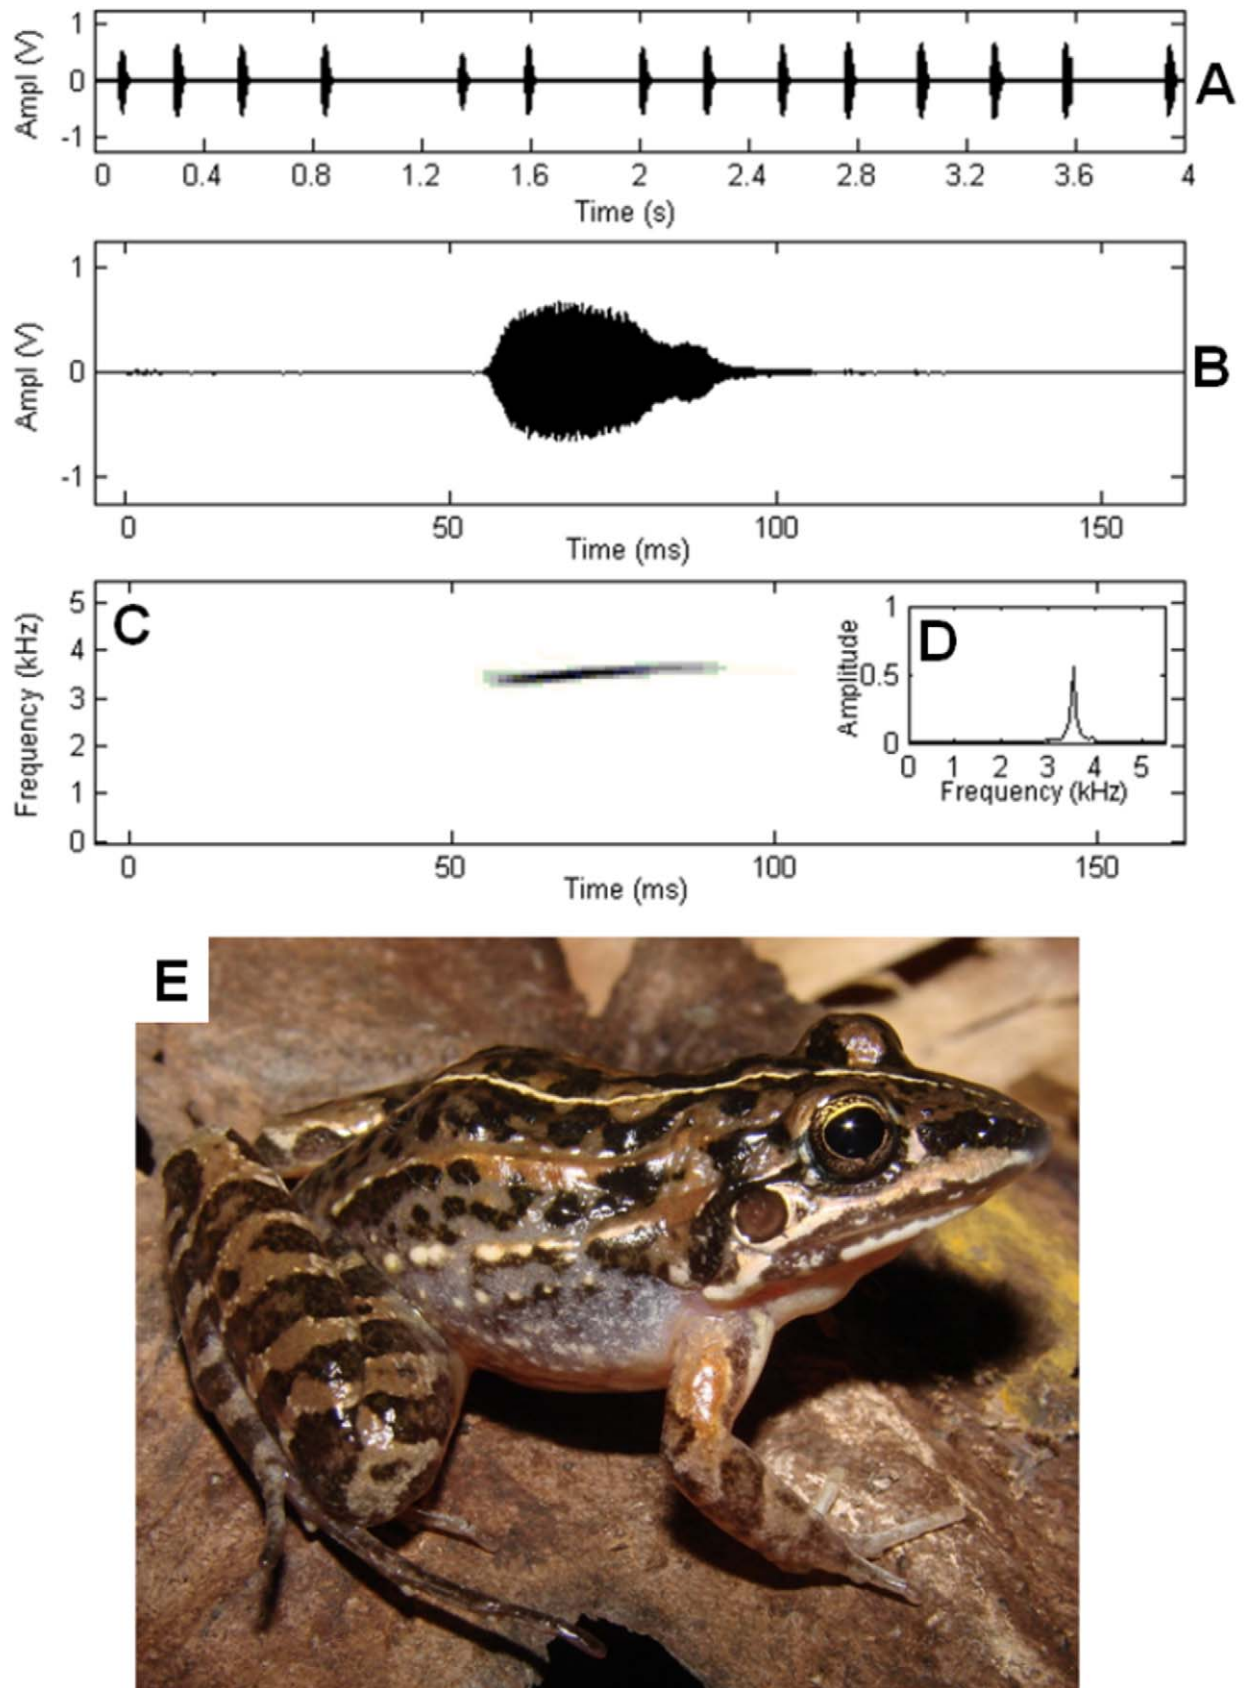 1
0
-1
Ampl (V)
A
0 0.4 0.8 1.2 1.6 2 2.4 2.8 3.2 3.6 4
Time (s)
1
0
-1
Ampl (V)
B
0 50 100 150
Time (ms)
5
4
3
2
1
0
Frequency (kHz)
C
0 50 100 150
Time (ms)
D
1
0.5
0
Amplitude
0 1 2 3 4 5
Frequency (kHz)
E